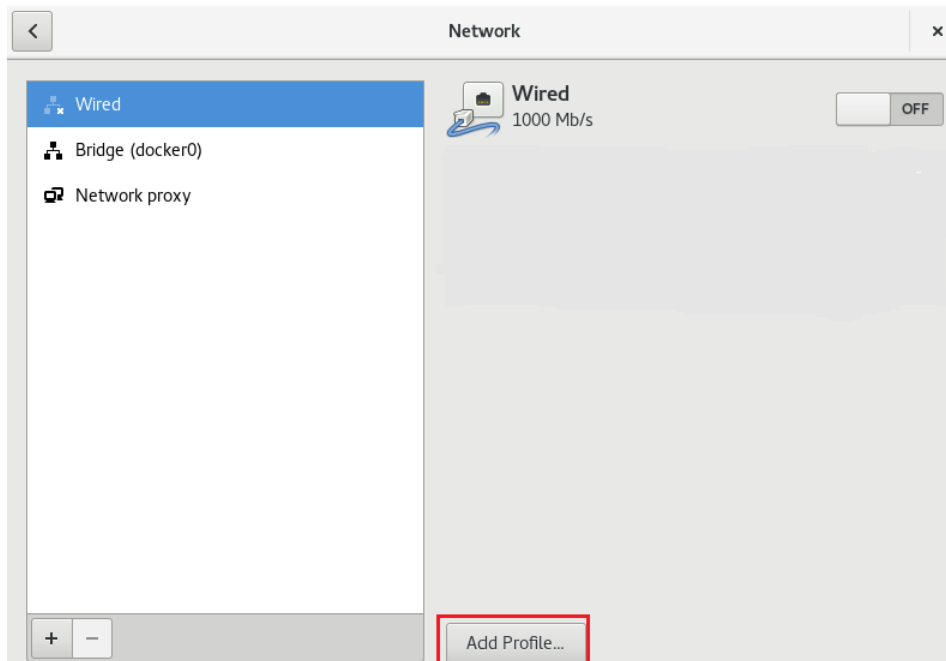 Network
Wired
Bridge (docker0)
Network proxy
Wired
1000 Mb/s
OFF
Add Profile...